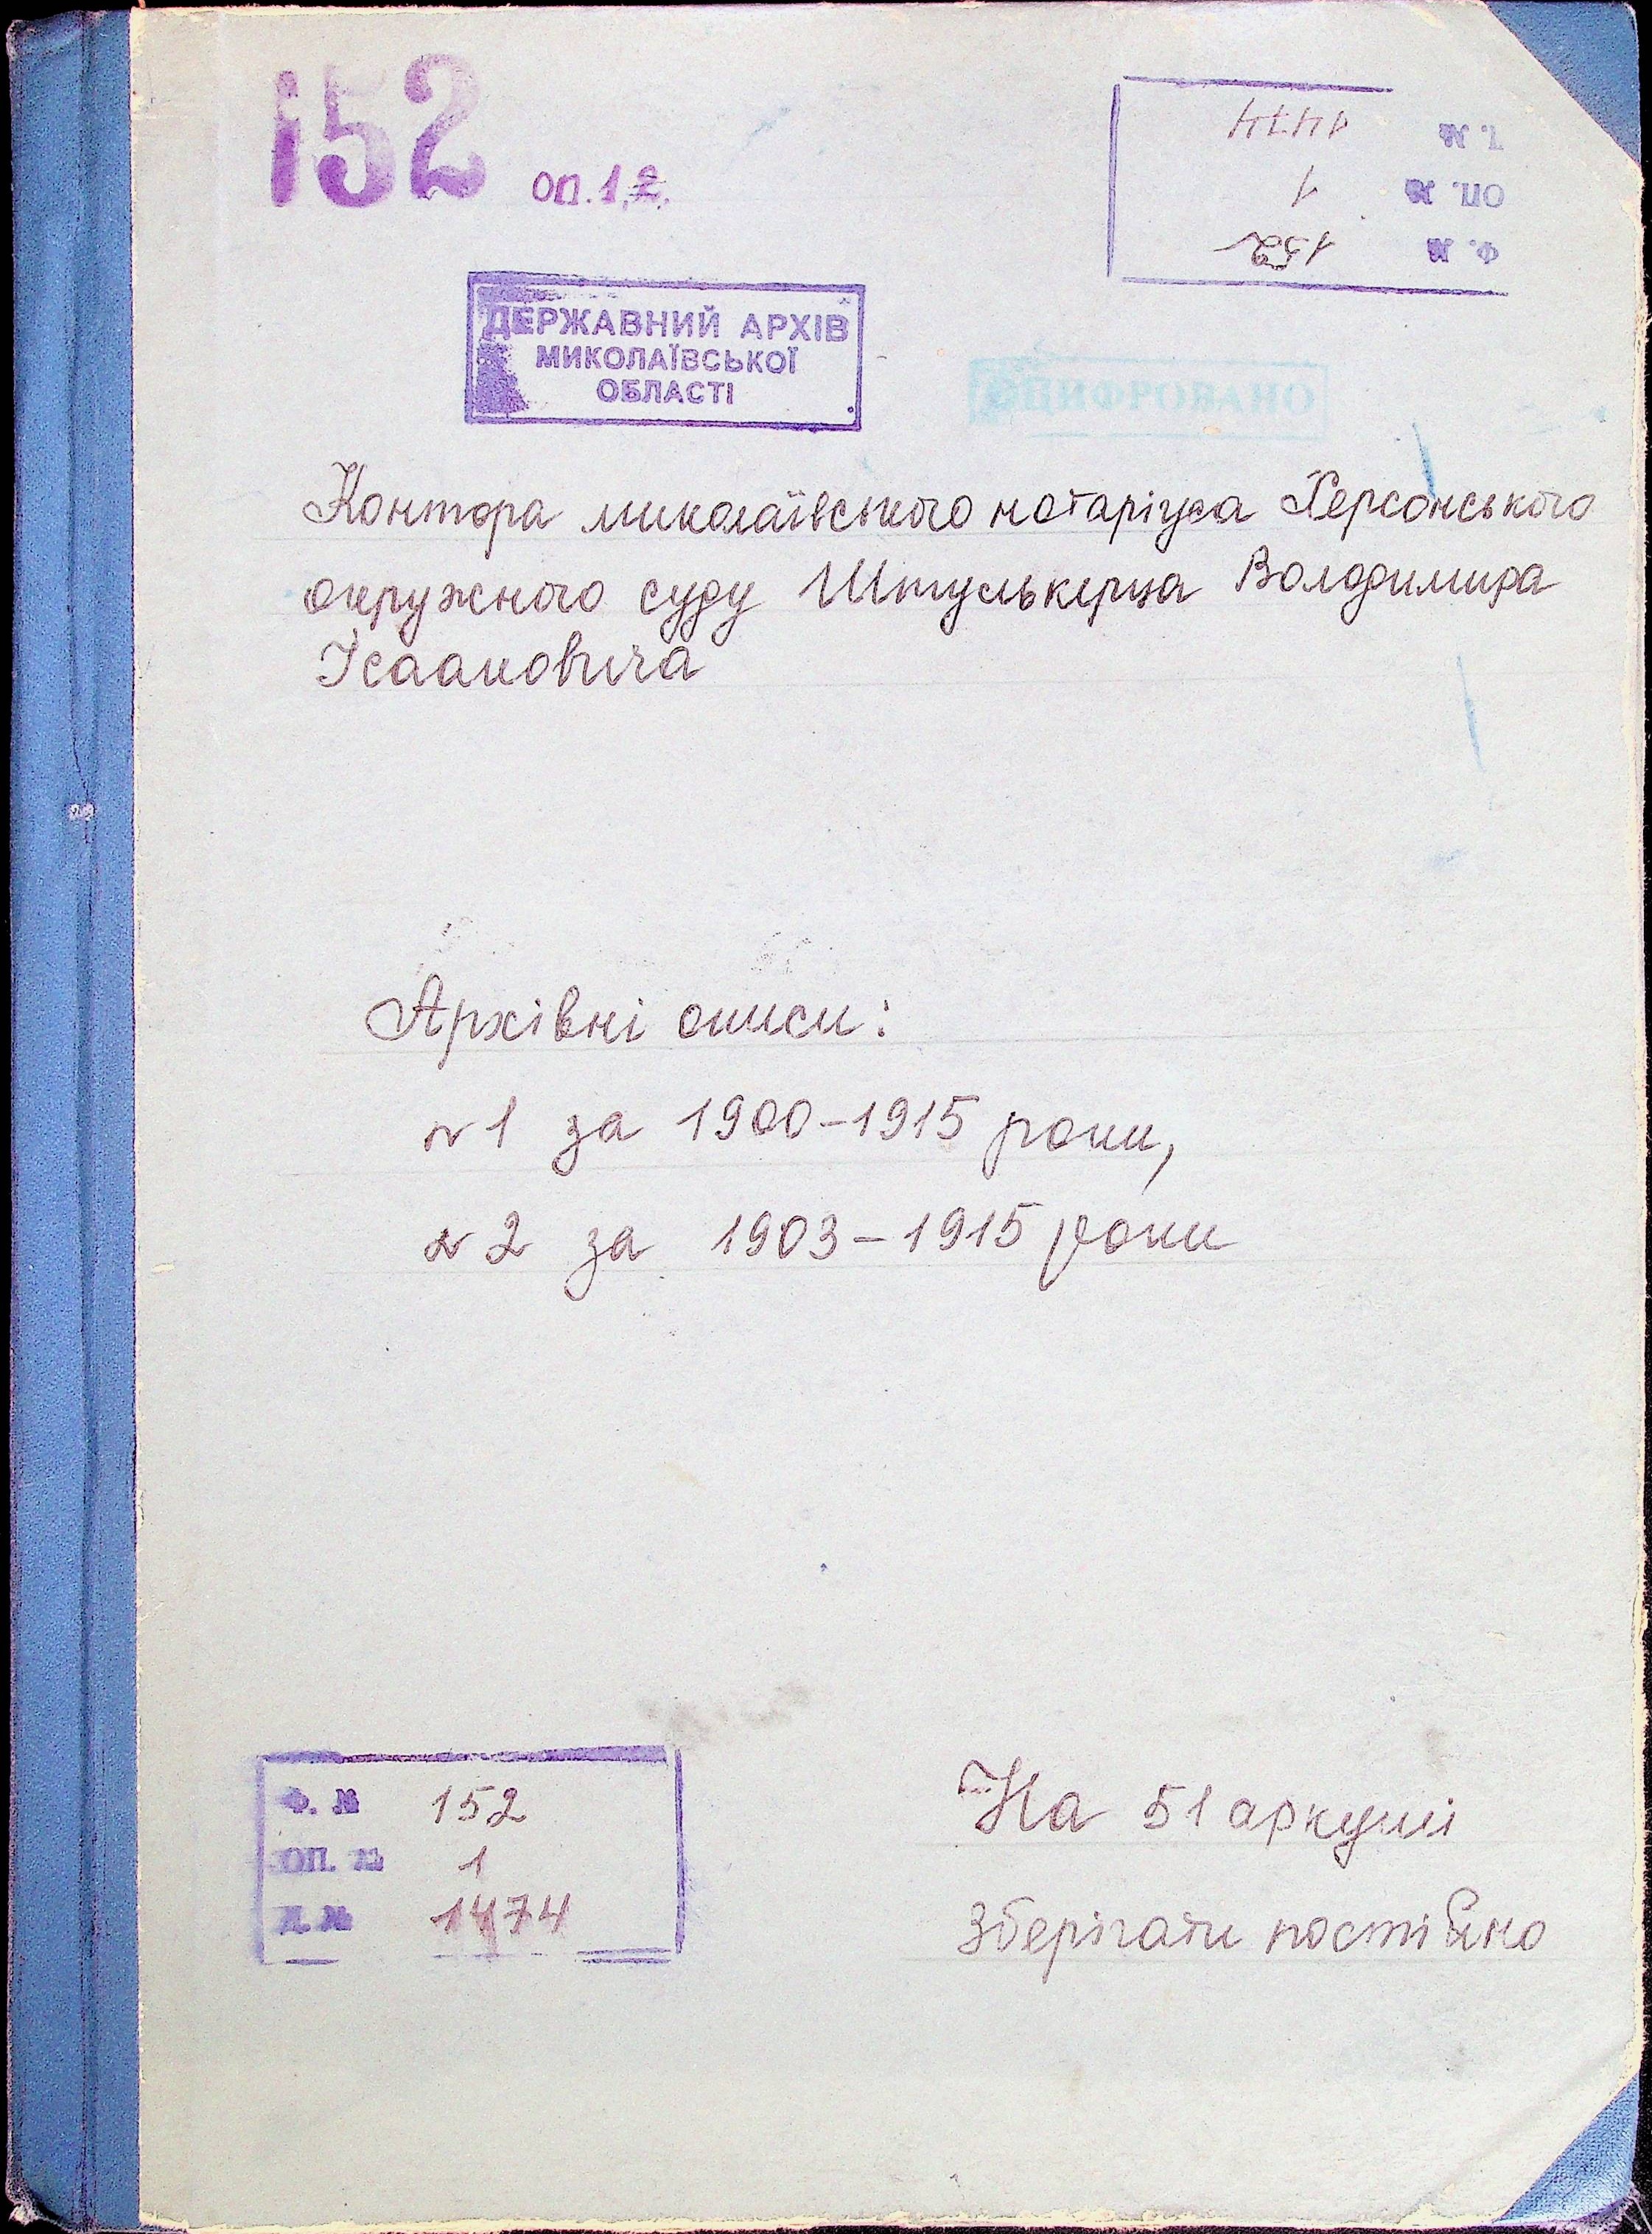 152 оп. 1,2.
Т. № 1474
ОП. № 1
Ф. № 152
ДЕРЖАВНИЙ АРХІВ
МИКОЛАЇВСЬКОЇ
ОБЛАСТІ
ОЦИФРОВАНО
Контора миколаївського нотаріуса Херсонського
окружного суду Штулькерца Володимира
Ісааковича
Архівні описи:
№1 за 1900-1915 роки,
№2 за 1903-1915 роки
Ф. № 152
ОП. № 1
1474
На 51 аркуші
Зберігати постійно